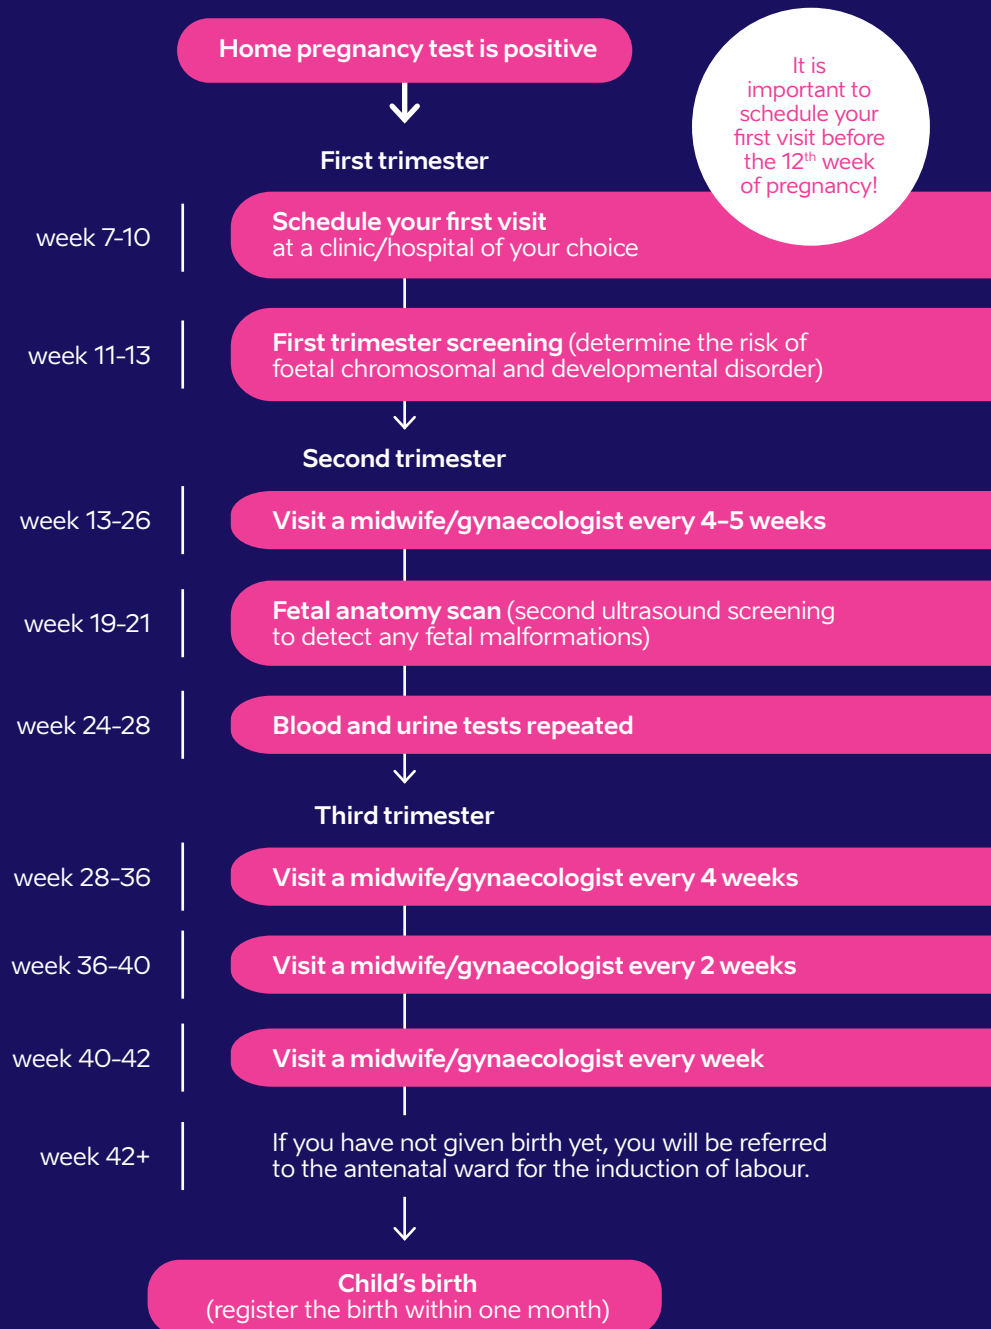 Home pregnancy test is positive
It is
important to
schedule your
first visit before
the 12th week
of pregnancy!
First trimester
week 7-10
Schedule your first visit
at a clinic/hospital of your choice
week 11-13
First trimester screening (determine the risk of
foetal chromosomal and developmental disorder)
Second trimester
week 13-26
Visit a midwife/gynaecologist every 4–5 weeks
week 19-21
Fetal anatomy scan (second ultrasound screening
to detect any fetal malformations)
week 24-28
Blood and urine tests repeated
Third trimester
week 28-36
Visit a midwife/gynaecologist every 4 weeks
week 36-40
Visit a midwife/gynaecologist every 2 weeks
week 40-42
Visit a midwife/gynaecologist every week
week 42+
If you have not given birth yet, you will be referred
to the antenatal ward for the induction of labour.
Child's birth
(register the birth within one month)